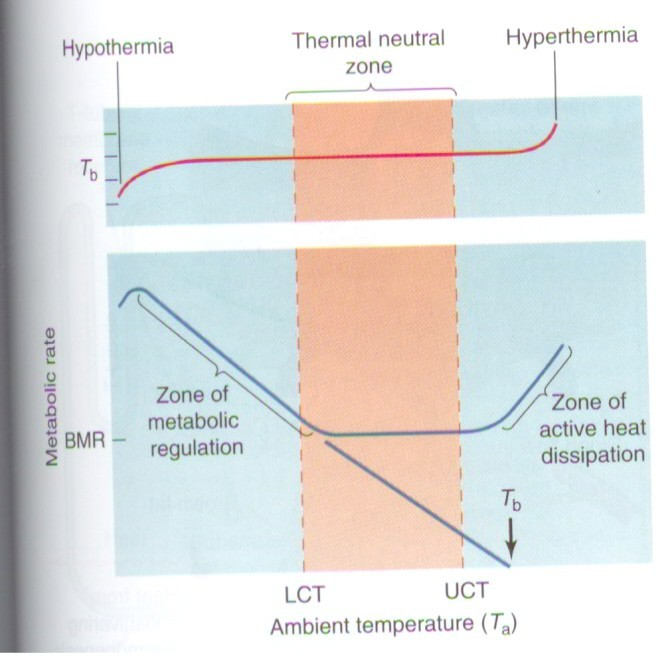 Hypothermia
Thermal neutral
zone
Hyperthermia
Tb
Metabolic rate
BMR
Zone of
metabolic
regulation
Zone of
active heat
dissipation
Tb
LCT
UCT
Ambient temperature (Ta)